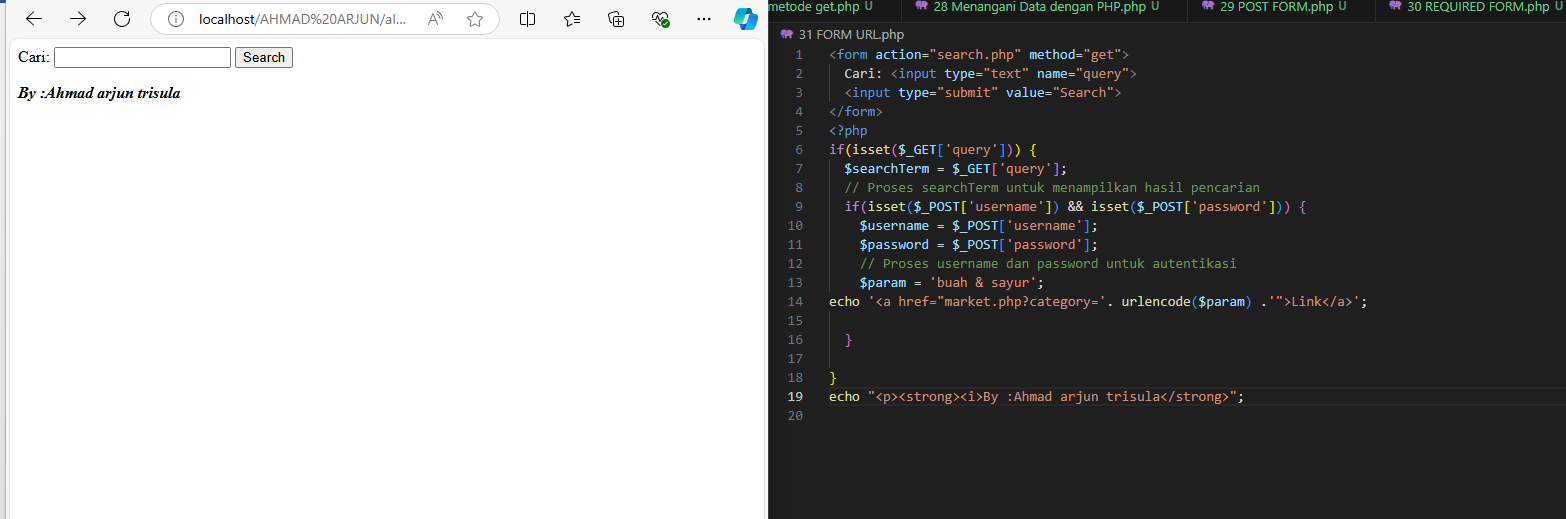 localhost/AHMAD%20ARJUN/al...
Cari: Search
By :Ahmad arjun trisula
metode get.php U 28 Menangani Data dengan PHP.php U 29 POST FORM.php U 30 REQUIRED FORM.php U
31 FORM URL.php
1 <form action="search.php" method="get">
2 Cari: <input type="text" name="query">
3 <input type="submit" value="Search">
4 </form>
5 <?php
6 if(isset($_GET['query'])) {
7 $searchTerm = $_GET['query'];
8 // Proses searchTerm untuk menampilkan hasil pencarian
9 if(isset($_POST['username']) && isset($_POST['password'])) {
10 $username = $_POST['username'];
11 $password = $_POST['password'];
12 // Proses username dan password untuk autentikasi
13 $param = 'buah & sayur';
14 echo '<a href="market.php?category='. urlencode($param) .'">Link</a>';
15
16 }
17
18 }
19 echo "<p><strong><i>By :Ahmad arjun trisula</strong>";
20